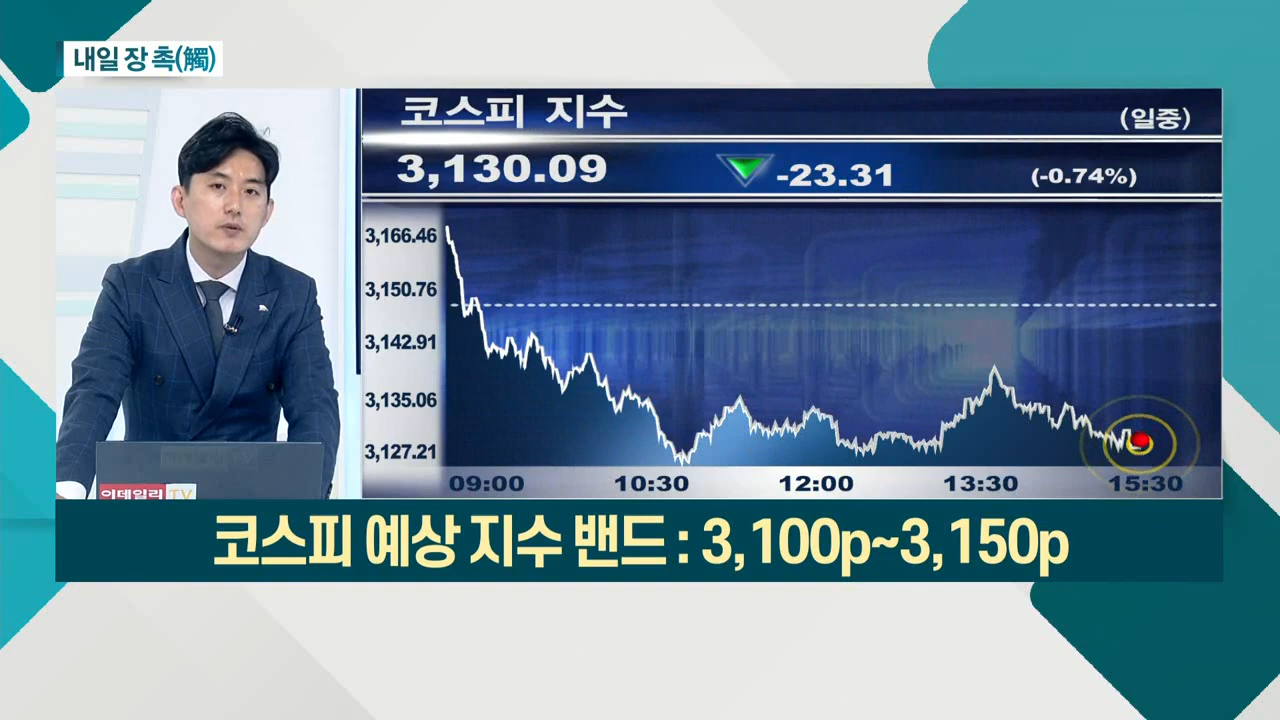 내일 장 촉(觸)
코스피 지수
(일중)
3,130.09
-23.31
(-0.74%)
3,166.46
3,150.76
3,142.91
3,135.06
3,127.21
09:00 10:30 12:00 13:30 15:30
이데일리 TV
코스피 예상 지수 밴드 : 3,100p~3,150p